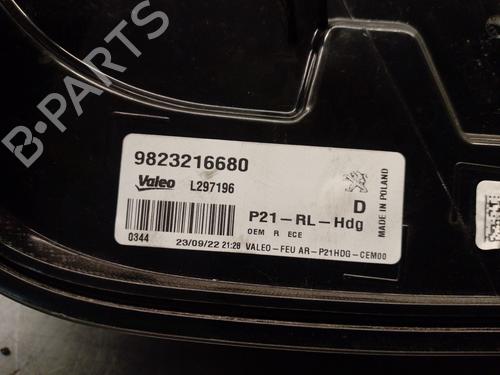 B-PARTS
9823216680
Valeo L297196
D
P21-RL-Hdg
OEM R ECE
MADE IN POLAND
0344 23/09/22 21:28 VALEO-FEU AR-P21HDG-CEM00